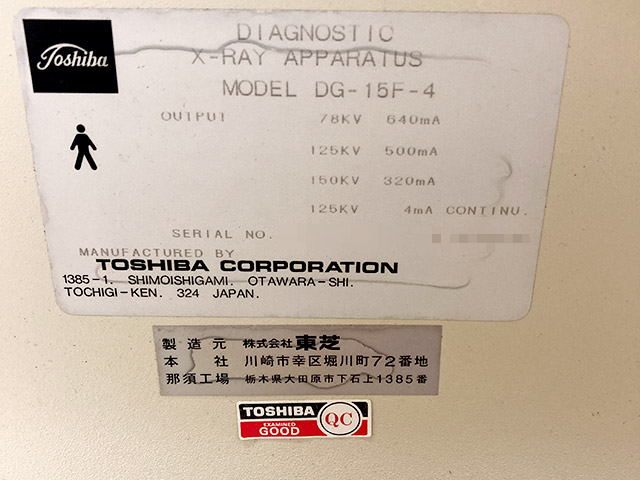 Toshiba
DIAGNOSTIC
X-RAY APPARATUS
MODEL DG-15F-4
OUTPUT 78KV 640mA
125KV 500mA
150KV 320mA
125KV 4mA CONTINU.
SERIAL NO.
MANUFACTURED BY
TOSHIBA CORPORATION
1385-1. SHIMOISHIGAMI. OTAWARA-SHI.
TOCHIGI-KEN. 324 JAPAN.
製造元 株式会社 東芝
本社 川崎市幸区堀川町72番地
那須工場 栃木県大田原市下石上1385番
TOSHIBA
EXAMINED
GOOD
QC